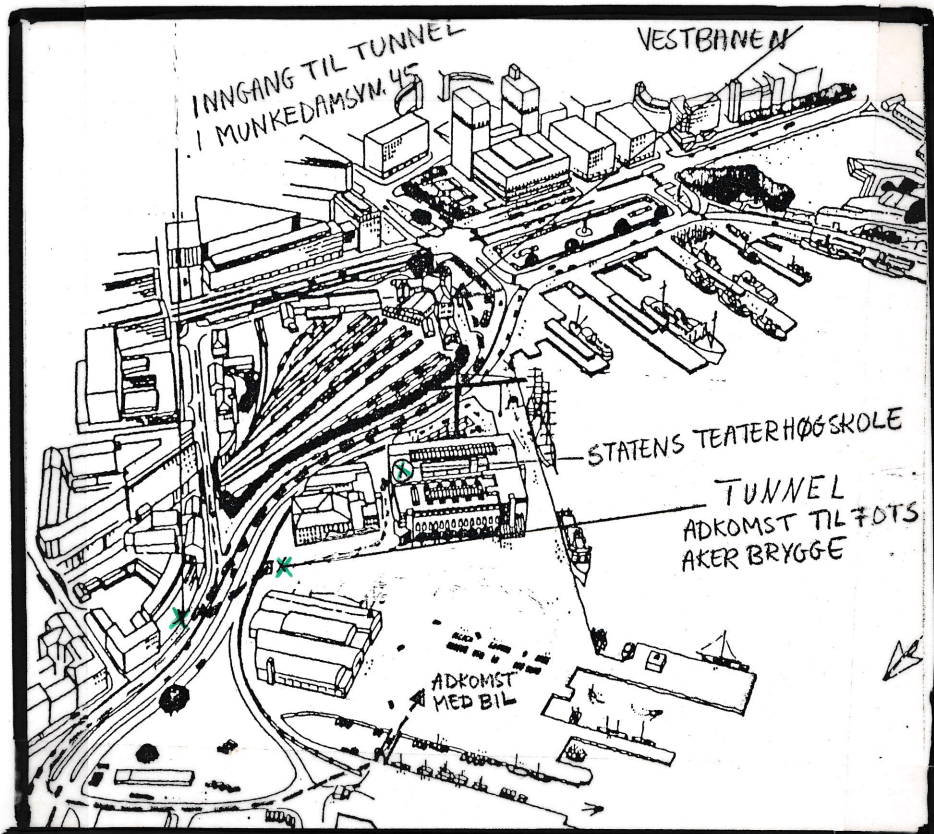 INNGANG TIL TUNNEL
I MUNKEDAMSVN. 45
VESTBANEN
STATENS TEATERHØGSKOLE
TUNNEL
ADKOMST TIL FOTS
AKER BRYGGE
ADKOMST
MED BIL